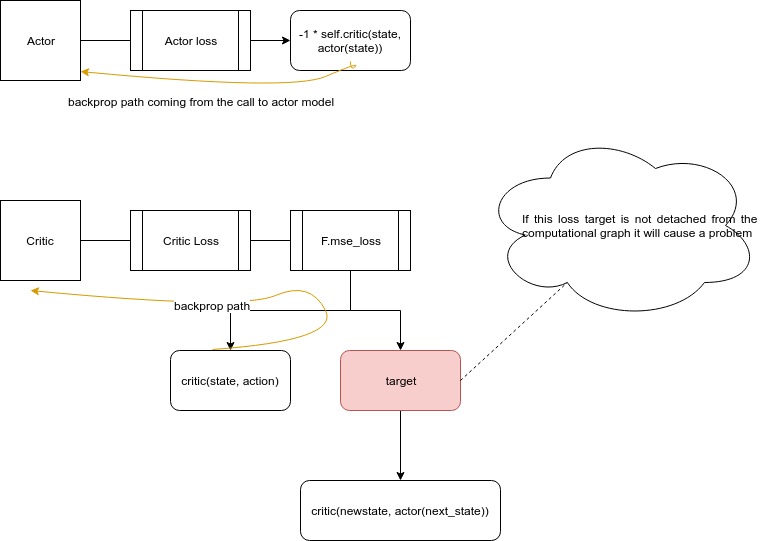 Actor
Actor loss
-1 * self.critic(state,
actor(state))
backprop path coming from the call to actor model
If this loss target is not detached from the
computational graph it will cause a problem
Critic
Critic Loss
F.mse_loss
backprop path
critic(state, action)
target
critic(newstate, actor(next_state))